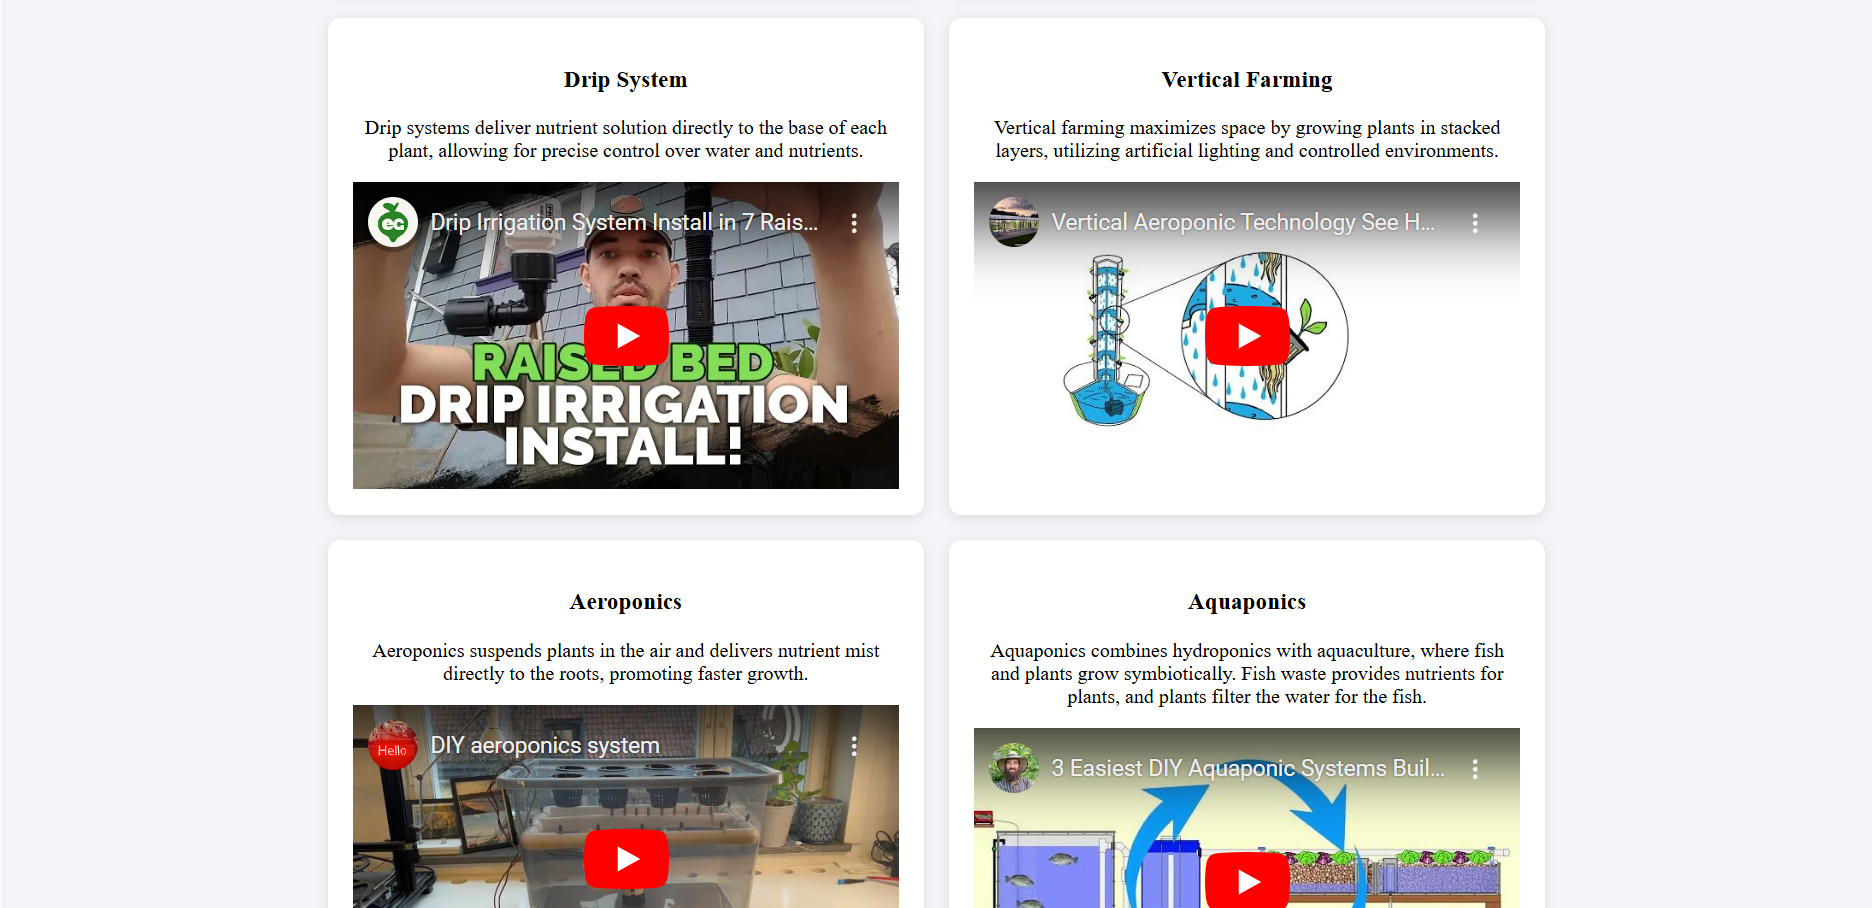 Drip System
Drip systems deliver nutrient solution directly to the base of each
plant, allowing for precise control over water and nutrients.
ec
Drip Irrigation System Install in 7 Rais...
RAISED BED
DRIP IRRIGATION
INSTALL!
Vertical Farming
Vertical farming maximizes space by growing plants in stacked
layers, utilizing artificial lighting and controlled environments.
Vertical Aeroponic Technology See H...
Aeroponics
Aeroponics suspends plants in the air and delivers nutrient mist
directly to the roots, promoting faster growth.
Hello
DIY aeroponics system
Aquaponics
Aquaponics combines hydroponics with aquaculture, where fish
and plants grow symbiotically. Fish waste provides nutrients for
plants, and plants filter the water for the fish.
3 Easiest DIY Aquaponic Systems Buil...